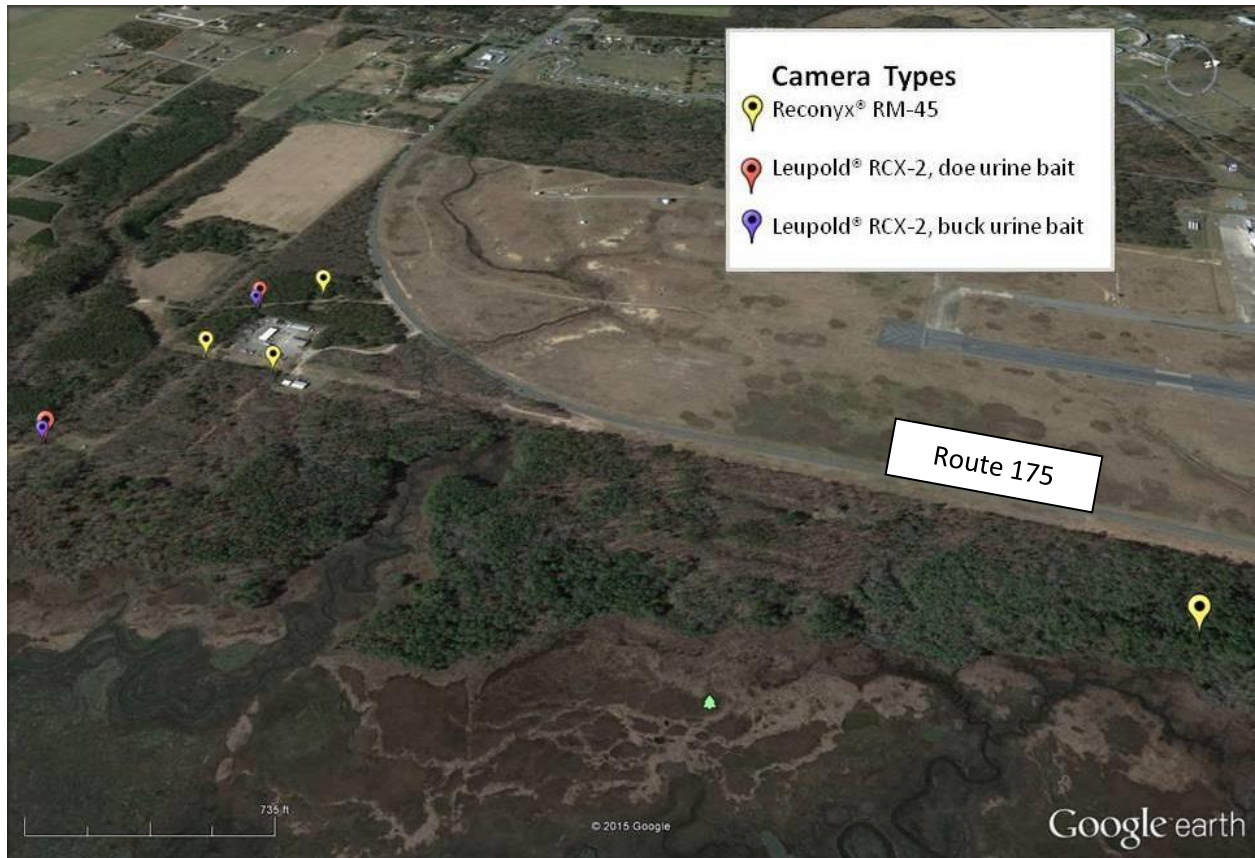 Camera Types
Reconyx® RM-45
Leupold® RCX-2, doe urine bait
Leupold® RCX-2, buck urine bait
N
Route 175
735 ft
© 2015 Google
Google earth